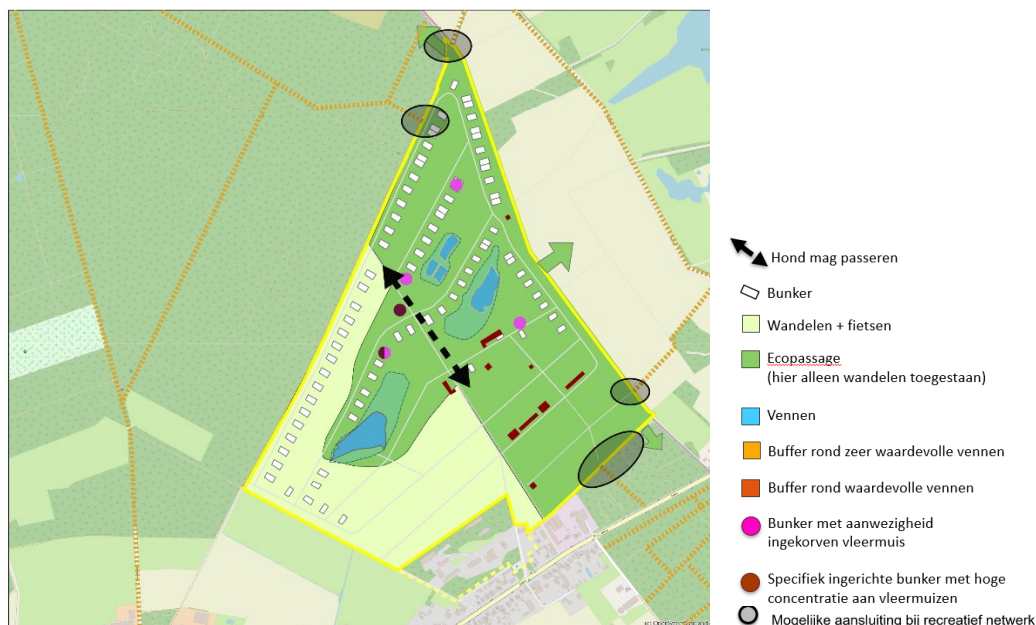 Hond mag passeren
Bunker
Wandelen + fietsen
Ecopassage
(hier alleen wandelen toegestaan)
Vennen
Buffer rond zeer waardevolle vennen
Buffer rond waardevolle vennen
Bunker met aanwezigheid
ingekorven vleermuis
Specifiek ingerichte bunker met hoge
concentratie aan vleermuizen
Mogelijke aansluiting bij recreatief netwerk